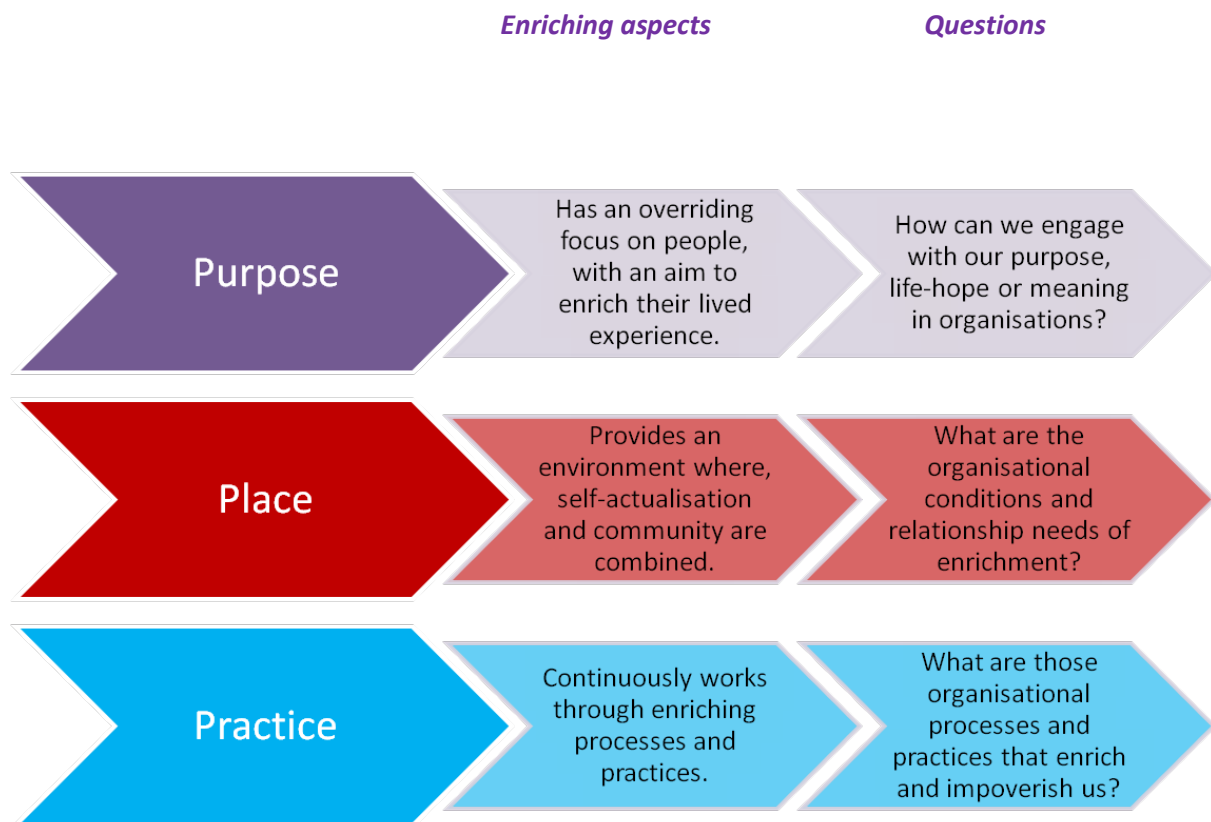 Enriching aspects
Questions
Purpose
Has an overriding
focus on people,
with an aim to
enrich their lived
experience.
How can we engage
with our purpose,
life-hope or meaning
in organisations?
Place
Provides an
environment where,
self-actualisation
and community are
combined.
What are the
organisational
conditions and
relationship needs of
enrichment?
Practice
Continuously works
through enriching
processes and
practices.
What are those
organisational
processes and
practices that enrich
and impoverish us?